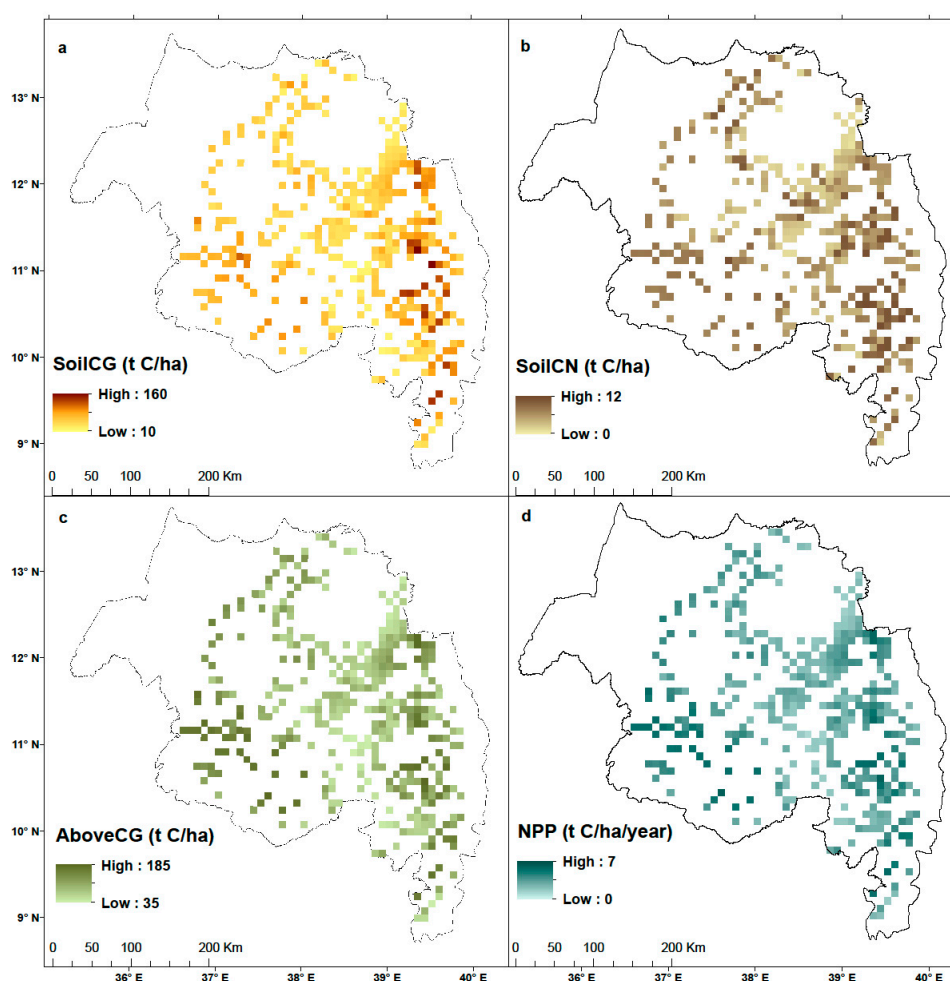 a
13° N
12° N
11° N
10° N
9° N
SoilCG (t C/ha)
High : 160
Low : 10
0 50 100 200 Km
b
SoilCN (t C/ha)
High : 12
Low : 0
0 50 100 200 Km
c
13° N
12° N
11° N
10° N
9° N
AboveCG (t C/ha)
High : 185
Low : 35
0 50 100 200 Km
36° E 37° E 38° E 39° E 40° E
d
NPP (t C/ha/year)
High : 7
Low : 0
0 50 100 200 Km
36° E 37° E 38° E 39° E 40° E